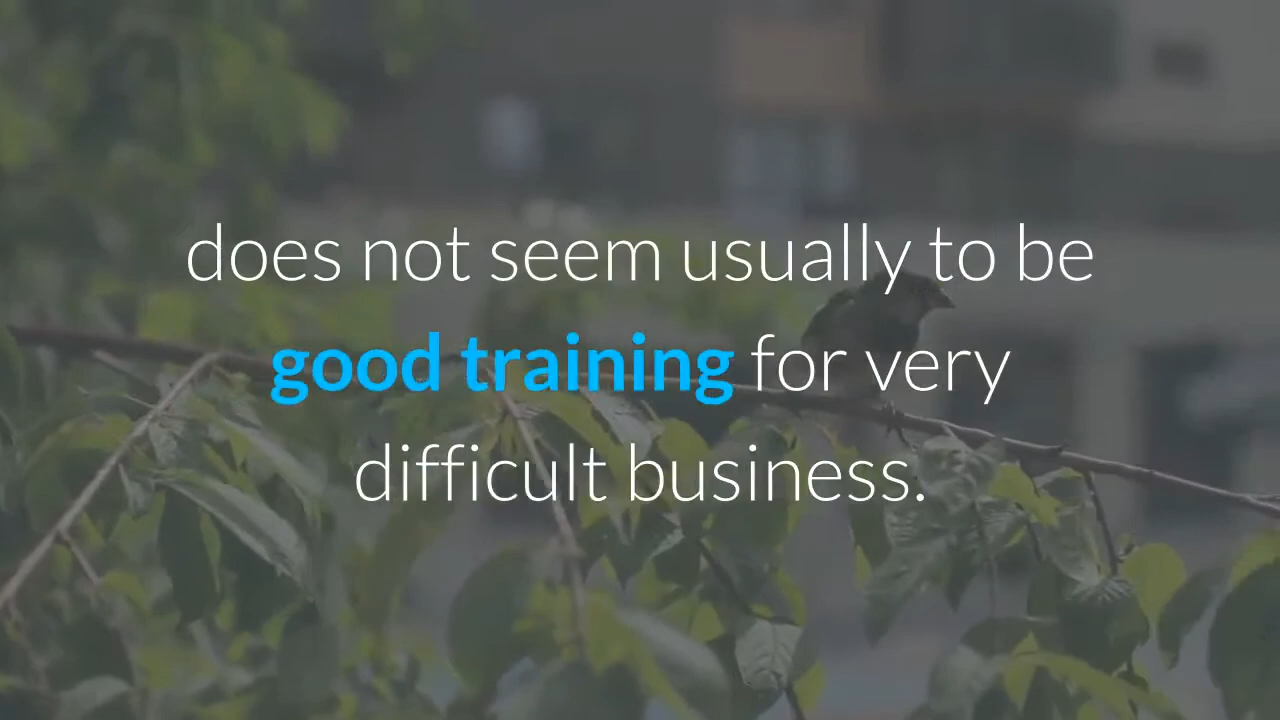 does not seem usually to be
good training for very
difficult business.